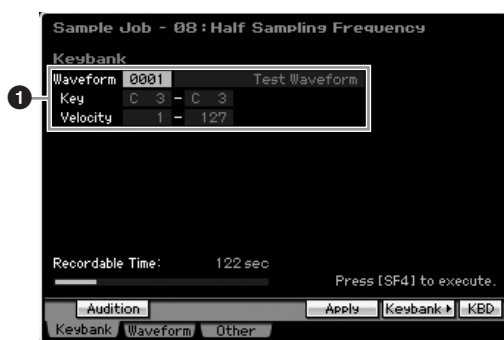 Sample Job - 08 : Half Sampling Frequency
Keybank
Waveform 0001 Test Waveform
1
Key C 3 - C 3
Velocity 1 - 127
Recordable Time: 122 sec
Press [SF4] to execute.
Audition Apply Keybank KBD
Keybank Waveform Other